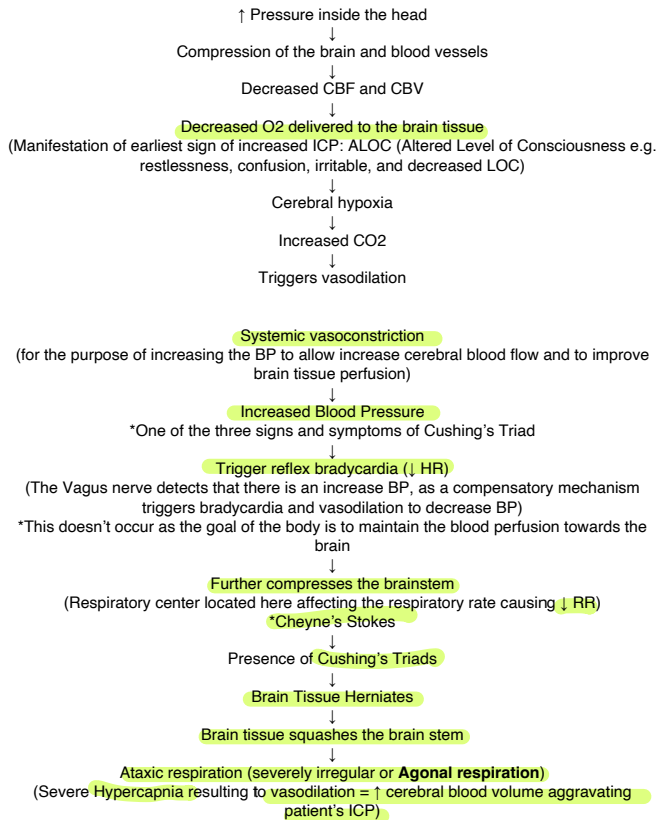 ↑ Pressure inside the head
↓
Compression of the brain and blood vessels
↓
Decreased CBF and CBV
↓
Decreased O2 delivered to the brain tissue
(Manifestation of earliest sign of increased ICP: ALOC (Altered Level of Consciousness e.g.
restlessness, confusion, irritable, and decreased LOC)
↓
Cerebral hypoxia
↓
Increased CO2
↓
Triggers vasodilation
Systemic vasoconstriction
(for the purpose of increasing the BP to allow increase cerebral blood flow and to improve
brain tissue perfusion)
↓
Increased Blood Pressure
*One of the three signs and symptoms of Cushing's Triad
↓
Trigger reflex bradycardia (↓ HR)
(The Vagus nerve detects that there is an increase BP, as a compensatory mechanism
triggers bradycardia and vasodilation to decrease BP)
*This doesn't occur as the goal of the body is to maintain the blood perfusion towards the
brain
↓
Further compresses the brainstem
(Respiratory center located here affecting the respiratory rate causing ↓ RR)
*Cheyne's Stokes
↓
Presence of Cushing's Triads
↓
Brain Tissue Herniates
↓
Brain tissue squashes the brain stem
↓
Ataxic respiration (severely irregular or Agonal respiration)
(Severe Hypercapnia resulting to vasodilation = ↑ cerebral blood volume aggravating
patient's ICP)